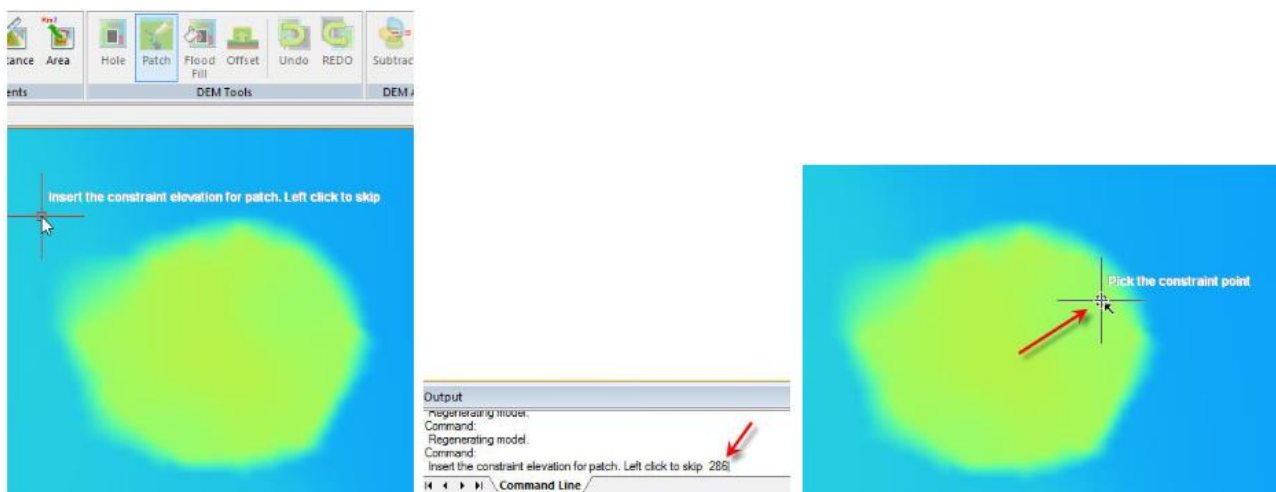 tance Area Hole Patch Flood Fill Offset Undo REDO Subtrac
ents DEM Tools DEM A
Insert the constraint elevation for patch. Left click to skip
Output
Regenerating model.
Command:
Regenerating model.
Command:
Insert the constraint elevation for patch. Left click to skip 286
Command Line
Pick the constraint point